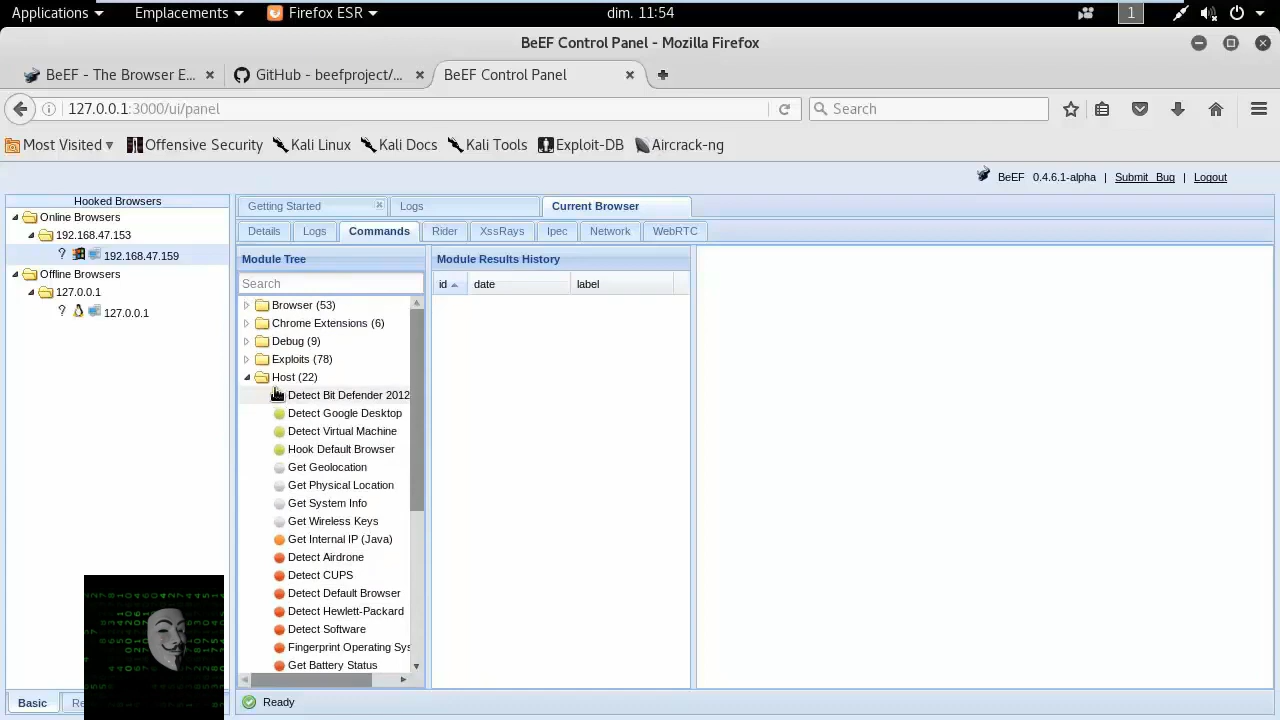 Applications Emplacements Firefox ESR dim. 11:54 1
BeEF Control Panel - Mozilla Firefox
BeEF - The Browser E... GitHub - beefproject/... BeEF Control Panel
127.0.0.1:3000/ui/panel Search
Most Visited Offensive Security Kali Linux Kali Docs Kali Tools Exploit-DB Aircrack-ng
BeEF 0.4.6.1-alpha | Submit Bug | Logout
Hooked Browsers
Online Browsers
192.168.47.153
? 192.168.47.159
Offline Browsers
127.0.0.1
? 127.0.0.1
Basic Re
Getting Started Logs Current Browser
Details Logs Commands Rider XssRays Ipec Network WebRTC
Module Tree
Search
Browser (53)
Chrome Extensions (6)
Debug (9)
Exploits (78)
Host (22)
Detect Bit Defender 2012
Detect Google Desktop
Detect Virtual Machine
Hook Default Browser
Get Geolocation
Get Physical Location
Get System Info
Get Wireless Keys
Get Internal IP (Java)
Detect Airdrone
Detect CUPS
Detect Default Browser
Detect Hewlett-Packard
Detect Software
Fingerprint Operating Sys
Get Battery Status
Module Results History
id date label
Ready